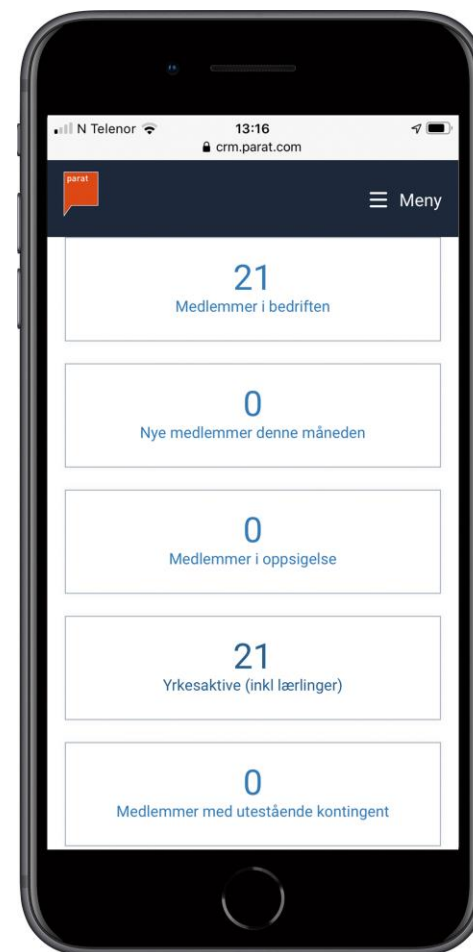 N Telenor
13:16
crm.parat.com
parat
Meny
21
Medlemmer i bedriften
0
Nye medlemmer denne måneden
0
Medlemmer i oppsigelse
21
Yrkesaktive (inkl lærlinger)
0
Medlemmer med utestående kontingent